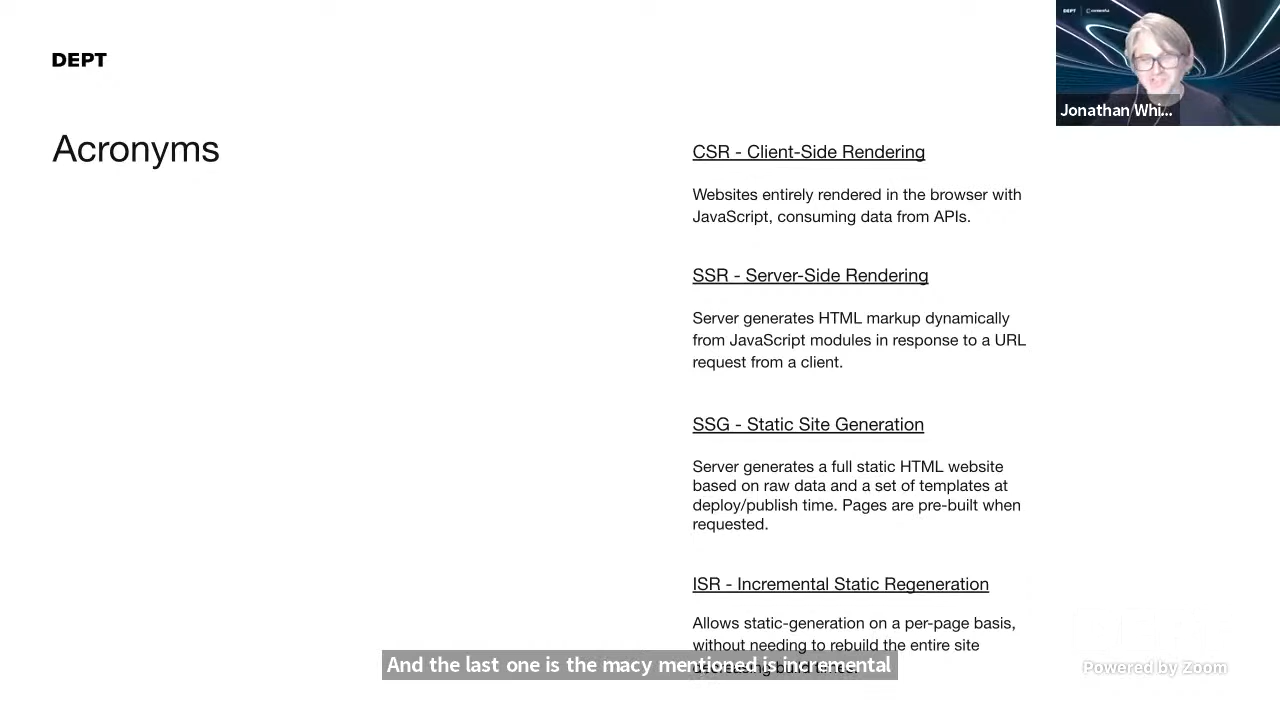 DEPT
Jonathan Whi...
Acronyms
CSR - Client-Side Rendering
Websites entirely rendered in the browser with
JavaScript, consuming data from APIs.
SSR - Server-Side Rendering
Server generates HTML markup dynamically
from JavaScript modules in response to a URL
request from a client.
SSG - Static Site Generation
Server generates a full static HTML website
based on raw data and a set of templates at
deploy/publish time. Pages are pre-built when
requested.
ISR - Incremental Static Regeneration
Allows static-generation on a per-page basis,
without needing to rebuild the entire site
decreasing build times.
And the last one is the macy mentioned is incremental
Powered by Zoom